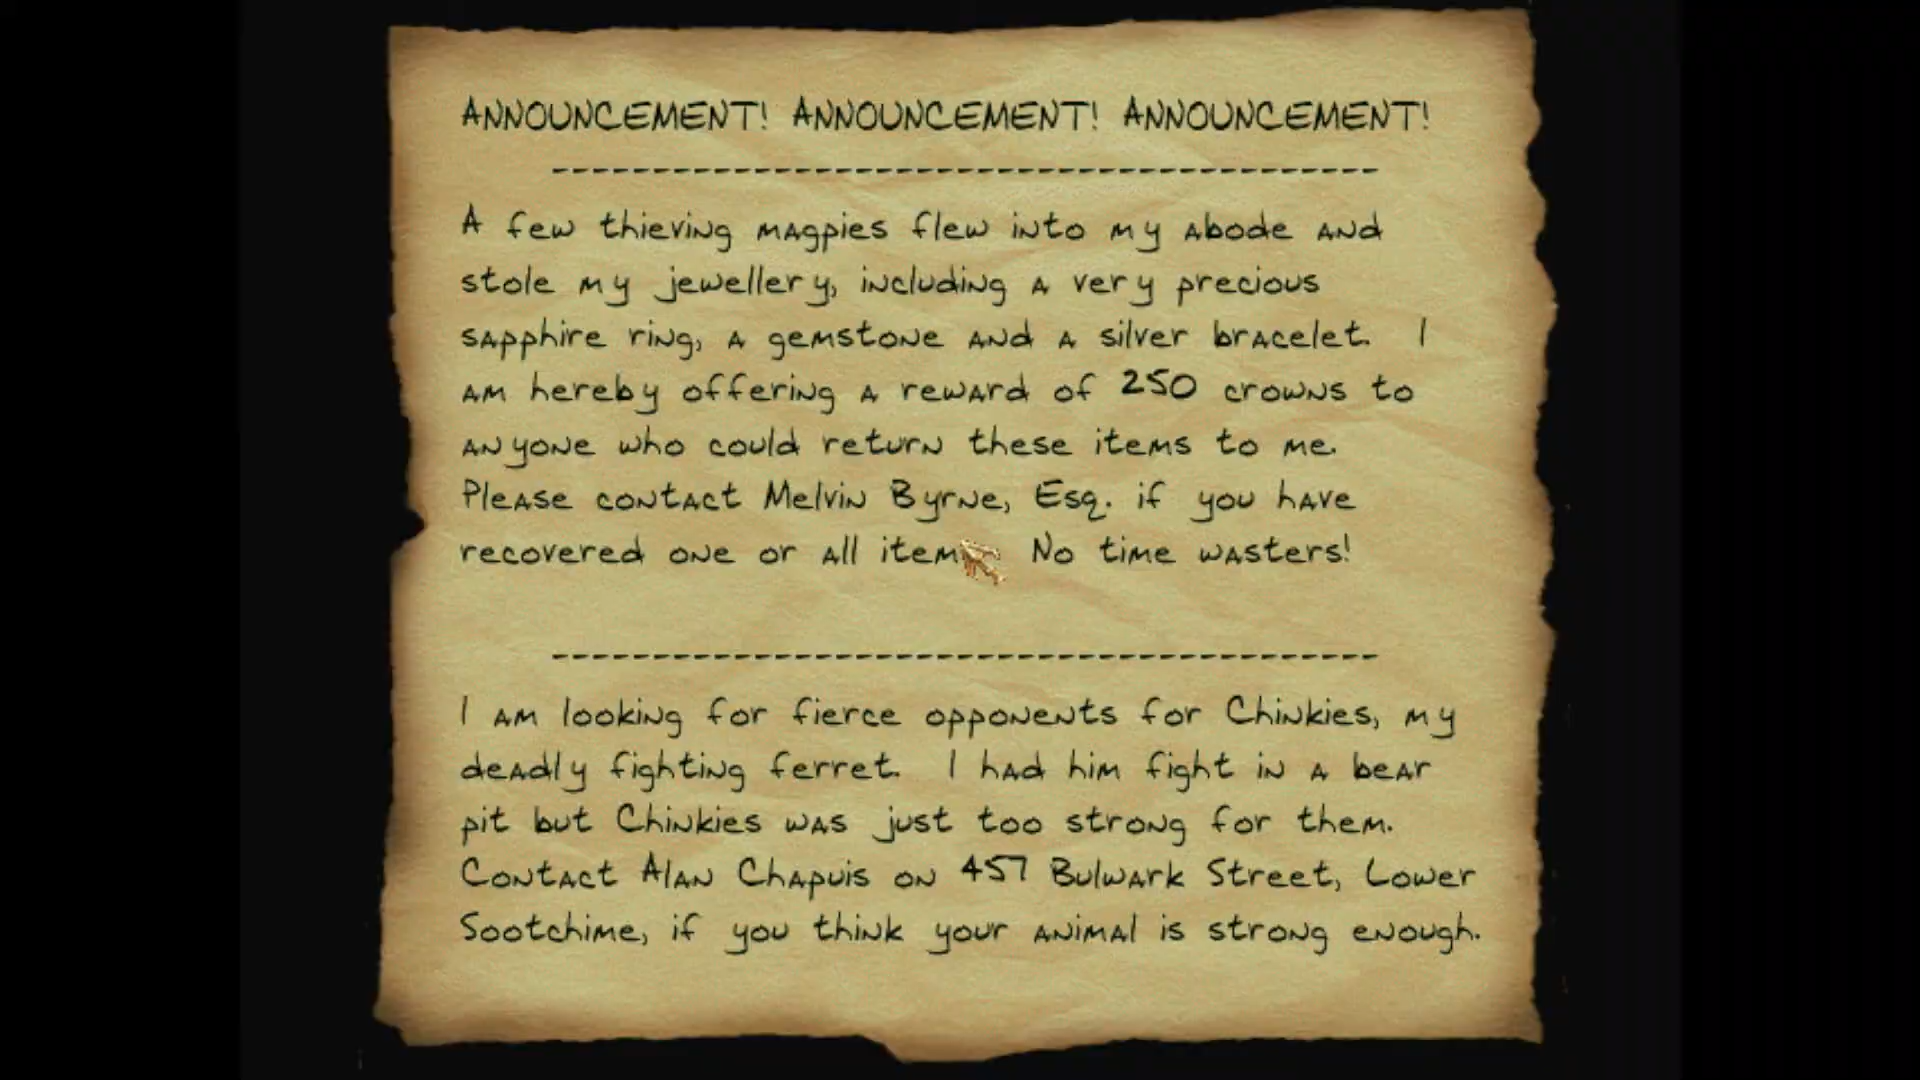 ANNOUNCEMENT! ANNOUNCEMENT! ANNOUNCEMENT!
-----------------------------------------
A few thieving magpies flew into my abode and
stole my jewellery, including a very precious
sapphire ring, a gemstone and a silver bracelet. I
am hereby offering a reward of 250 crowns to
anyone who could return these items to me.
Please contact Melvin Byrne, Esq. if you have
recovered one or all item No time wasters!
-----------------------------------------
I am looking for fierce opponents for Chinkies, my
deadly fighting ferret. I had him fight in a bear
pit but Chinkies was just too strong for them.
Contact Alan Chapuis on 457 Bulwark Street, Lower
Sootchime, if you think your animal is strong enough.